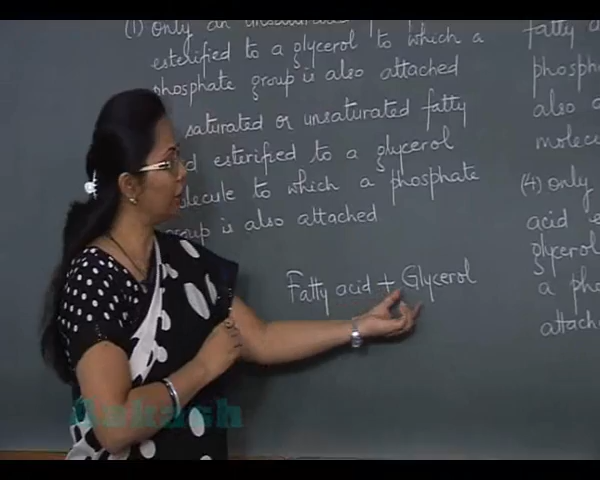 (1) Only an unsaturated
esterified to a glycerol to which a
phosphate group is also attached
saturated or unsaturated fatty
esterified to a glycerol
molecule to which a phosphate
group is also attached
Fatty acid + Glycerol
fatty
phosph
also a
molecu
(4) Only
acid e
glycerol
a pho
attach
Aakash